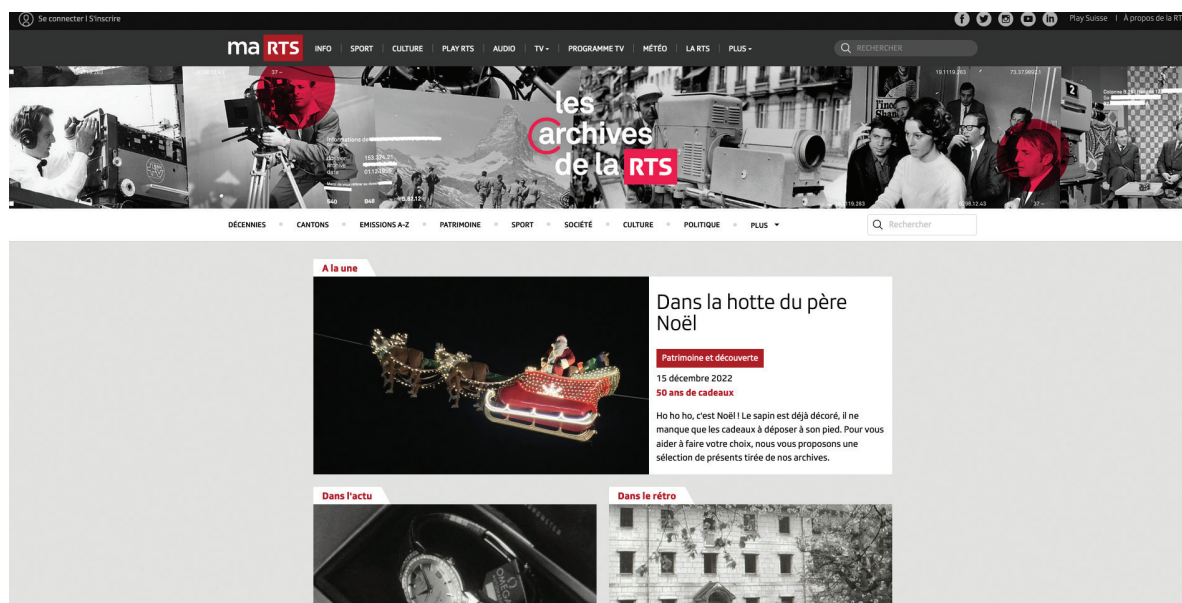 Se connecter I S'inscrire
Play Suisse I À propos de la RT
ma RTS INFO SPORT CULTURE PLAY RTS AUDIO TV PROGRAMME TV MÉTÉO LA RTS PLUS
RECHERCHER
les
archives
de la RTS
DÉCENNIES CANTONS EMISSIONS A-Z PATRIMOINE SPORT SOCIÉTÉ CULTURE POLITIQUE PLUS
Rechercher
A la une
Dans la hotte du père
Noël
Patrimoine et découverte
15 décembre 2022
50 ans de cadeaux
Ho ho ho, c'est Noël ! Le sapin est déjà décoré, il ne
manque que les cadeaux à déposer à son pied. Pour vous
aider à faire votre choix, nous vous proposons une
sélection de présents tirée de nos archives.
Dans l'actu
Dans le rétro
OMEGA